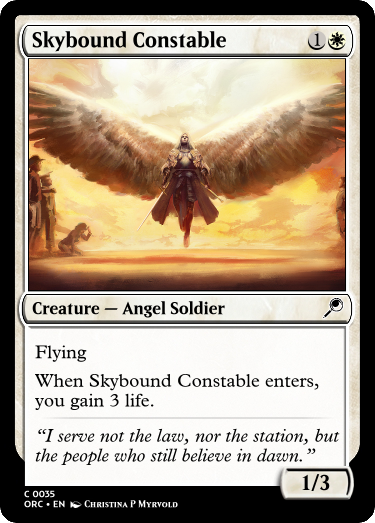 Skybound Constable 1
Creature — Angel Soldier
Flying
When Skybound Constable enters,
you gain 3 life.
“I serve not the law, nor the station, but
the people who still believe in dawn.”
1/3
C 0035
ORC • EN Christina P Myrvold